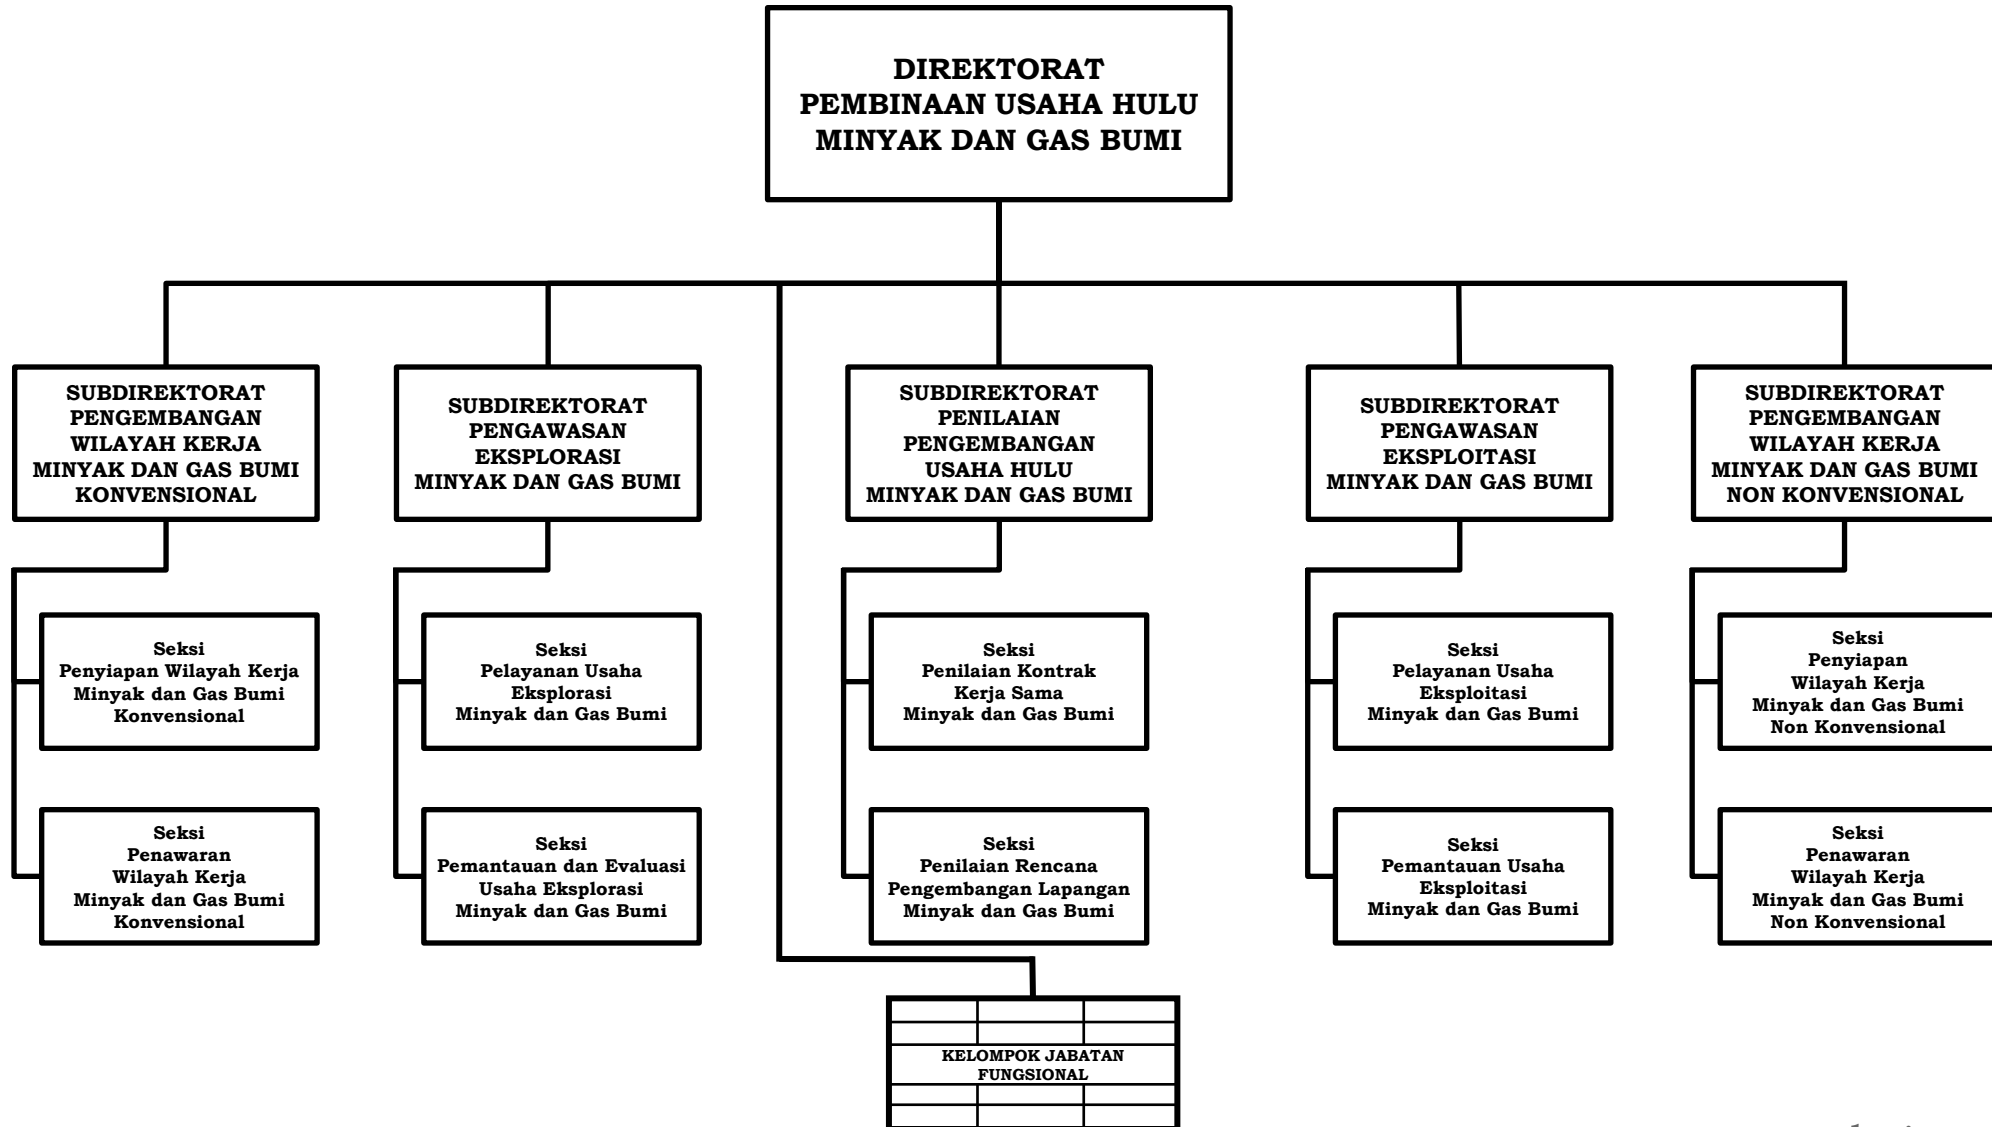 DIREKTORAT
PEMBINAAN USAHA HULU
MINYAK DAN GAS BUMI
SUBDIREKTORAT
PENGEMBANGAN
WILAYAH KERJA
MINYAK DAN GAS BUMI
KONVENSIONAL
SUBDIREKTORAT
PENGAWASAN
EKSPLORASI
MINYAK DAN GAS BUMI
SUBDIREKTORAT
PENILAIAN
PENGEMBANGAN
USAHA HULU
MINYAK DAN GAS BUMI
SUBDIREKTORAT
PENGAWASAN
EKSPLOITASI
MINYAK DAN GAS BUMI
SUBDIREKTORAT
PENGEMBANGAN
WILAYAH KERJA
MINYAK DAN GAS BUMI
NON KONVENSIONAL
Seksi
Penyiapan Wilayah Kerja
Minyak dan Gas Bumi
Konvensional
Seksi
Pelayanan Usaha
Eksplorasi
Minyak dan Gas Bumi
Seksi
Penilaian Kontrak
Kerja Sama
Minyak dan Gas Bumi
Seksi
Pelayanan Usaha
Eksploitasi
Minyak dan Gas Bumi
Seksi
Penyiapan
Wilayah Kerja
Minyak dan Gas Bumi
Non Konvensional
Seksi
Penawaran
Wilayah Kerja
Minyak dan Gas Bumi
Konvensional
Seksi
Pemantauan dan Evaluasi
Usaha Eksplorasi
Minyak dan Gas Bumi
Seksi
Penilaian Rencana
Pengembangan Lapangan
Minyak dan Gas Bumi
Seksi
Pemantauan Usaha
Eksploitasi
Minyak dan Gas Bumi
Seksi
Penawaran
Wilayah Kerja
Minyak dan Gas Bumi
Non Konvensional
KELOMPOK JABATAN
FUNGSIONAL